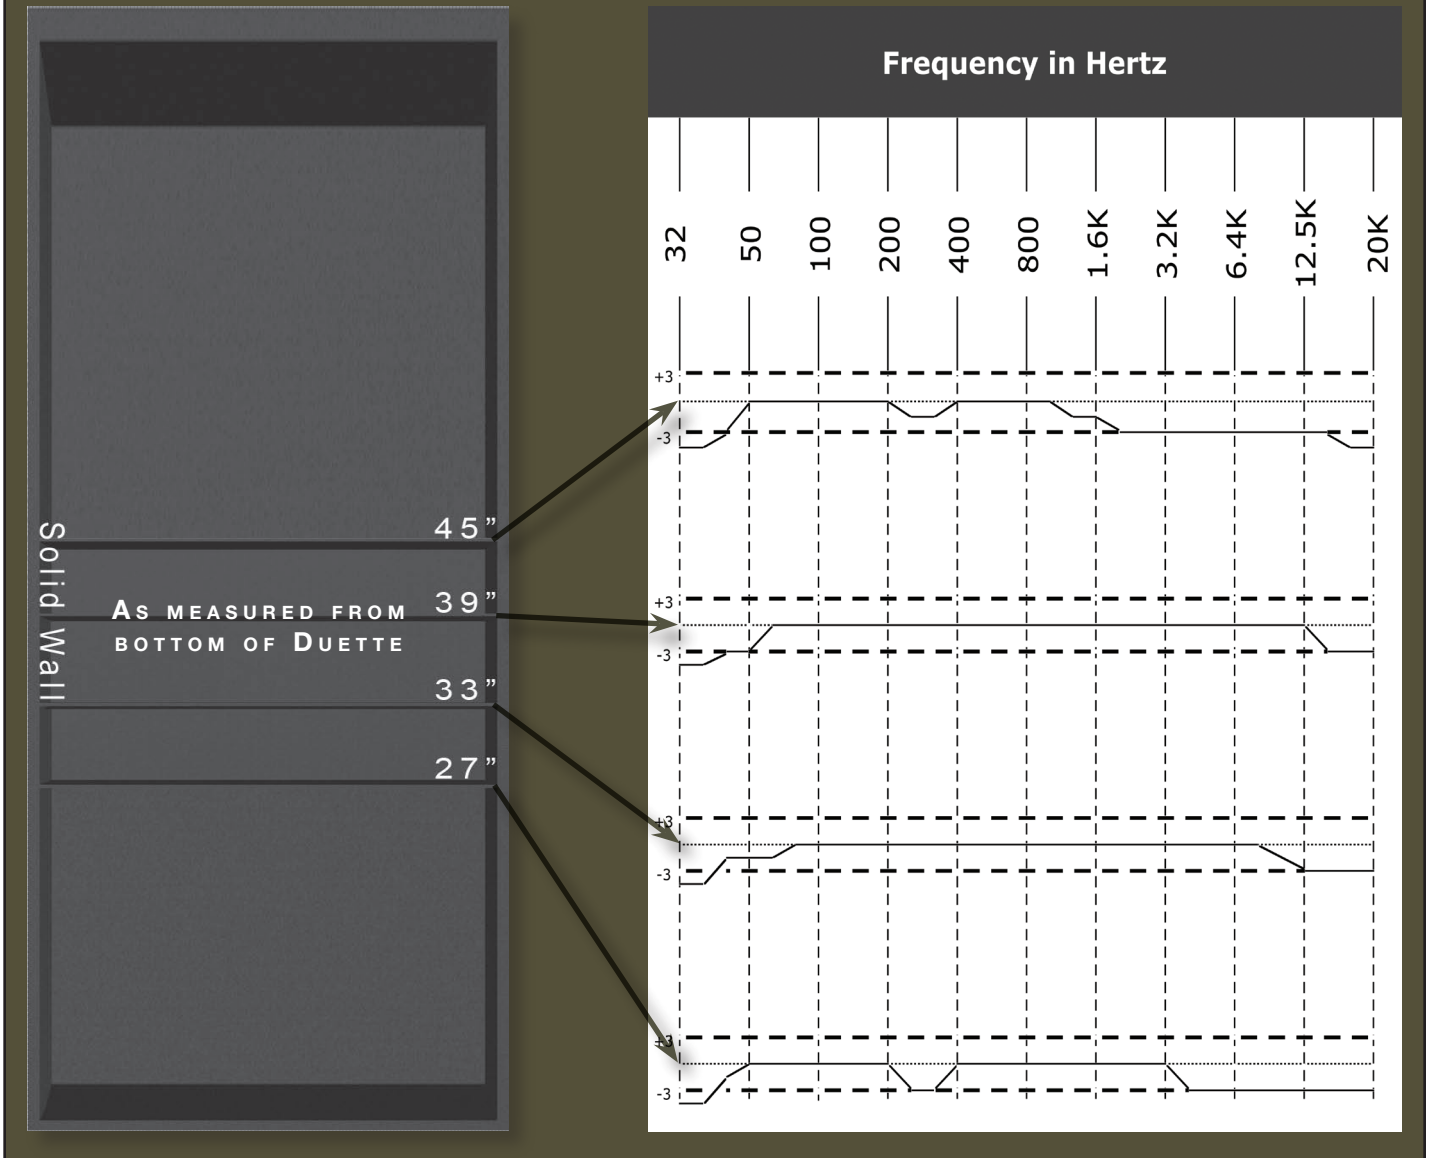 Frequency in Hertz
32 50 100 200 400 800 1.6K 3.2K 6.4K 12.5K 20K
+3
-3
45”
Solid Wall
39”
AS MEASURED FROM
BOTTOM OF DUETTE
+3
-3
33”
27”
+3
-3
+3
-3